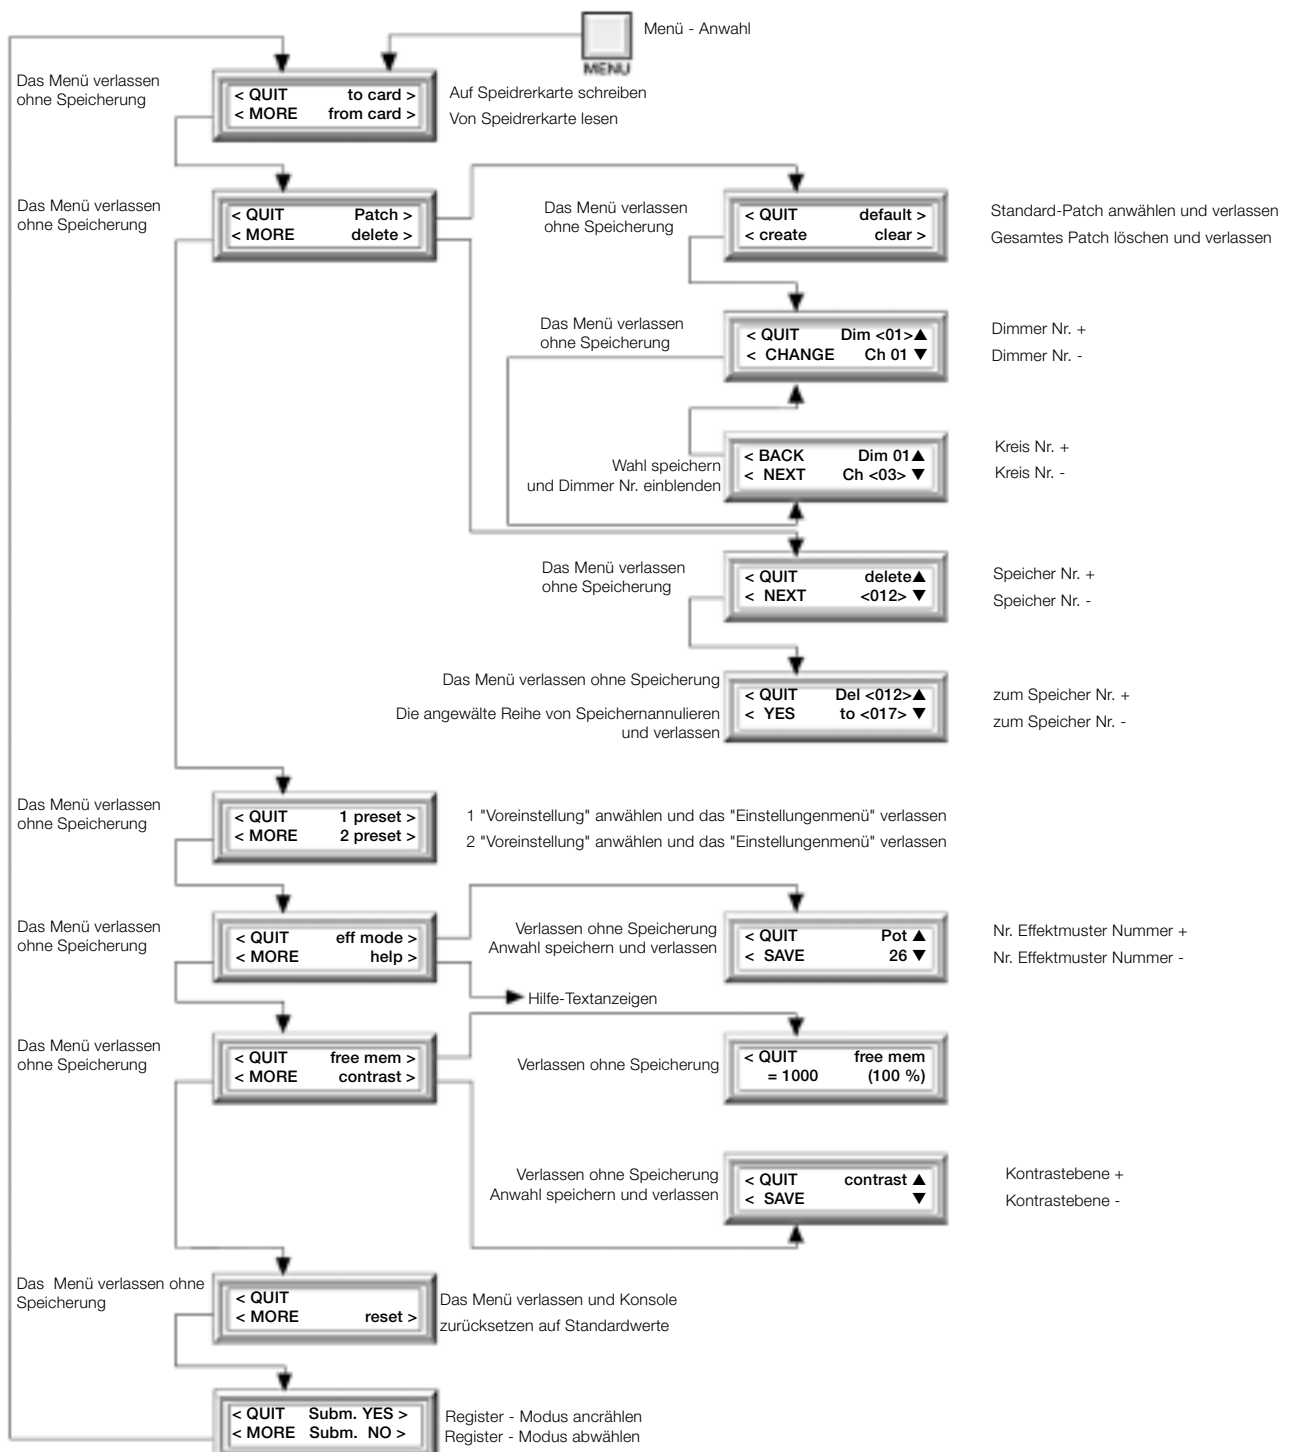 Menü - Anwahl
MENU
Das Menü verlassen
ohne Speicherung
< QUIT to card >
< MORE from card >
Auf Speidrerkarte schreiben
Von Speidrerkarte lesen
Das Menü verlassen
ohne Speicherung
< QUIT Patch >
< MORE delete >
Das Menü verlassen
ohne Speicherung
< QUIT default >
< create clear >
Standard-Patch anwählen und verlassen
Gesamtes Patch löschen und verlassen
Das Menü verlassen
ohne Speicherung
< QUIT Dim <01>▲
< CHANGE Ch 01 ▼
Dimmer Nr. +
Dimmer Nr. -
Wahl speichern
und Dimmer Nr. einblenden
< BACK Dim 01▲
< NEXT Ch <03> ▼
Kreis Nr. +
Kreis Nr. -
Das Menü verlassen
ohne Speicherung
< QUIT delete▲
< NEXT <012> ▼
Speicher Nr. +
Speicher Nr. -
Das Menü verlassen ohne Speicherung
Die angewälte Reihe von Speichernannulieren
und verlassen
< QUIT Del <012>▲
< YES to <017> ▼
zum Speicher Nr. +
zum Speicher Nr. -
Das Menü verlassen
ohne Speicherung
< QUIT 1 preset >
< MORE 2 preset >
1 "Voreinstellung" anwählen und das "Einstellungenmenü" verlassen
2 "Voreinstellung" anwählen und das "Einstellungenmenü" verlassen
Das Menü verlassen
ohne Speicherung
< QUIT eff mode >
< MORE help >
Verlassen ohne Speicherung
Anwahl speichern und verlassen
< QUIT Pot ▲
< SAVE 26 ▼
Nr. Effektmuster Nummer +
Nr. Effektmuster Nummer -
Hilfe-Textanzeigen
Das Menü verlassen
ohne Speicherung
< QUIT free mem >
< MORE contrast >
Verlassen ohne Speicherung
< QUIT free mem
= 1000 (100 %)
Verlassen ohne Speicherung
Anwahl speichern und verlassen
< QUIT contrast ▲
< SAVE ▼
Kontrastebene +
Kontrastebene -
Das Menü verlassen ohne
Speicherung
< QUIT
< MORE reset >
Das Menü verlassen und Konsole
zurücksetzen auf Standardwerte
< QUIT Subm. YES >
< MORE Subm. NO >
Register - Modus ancrählen
Register - Modus abwählen